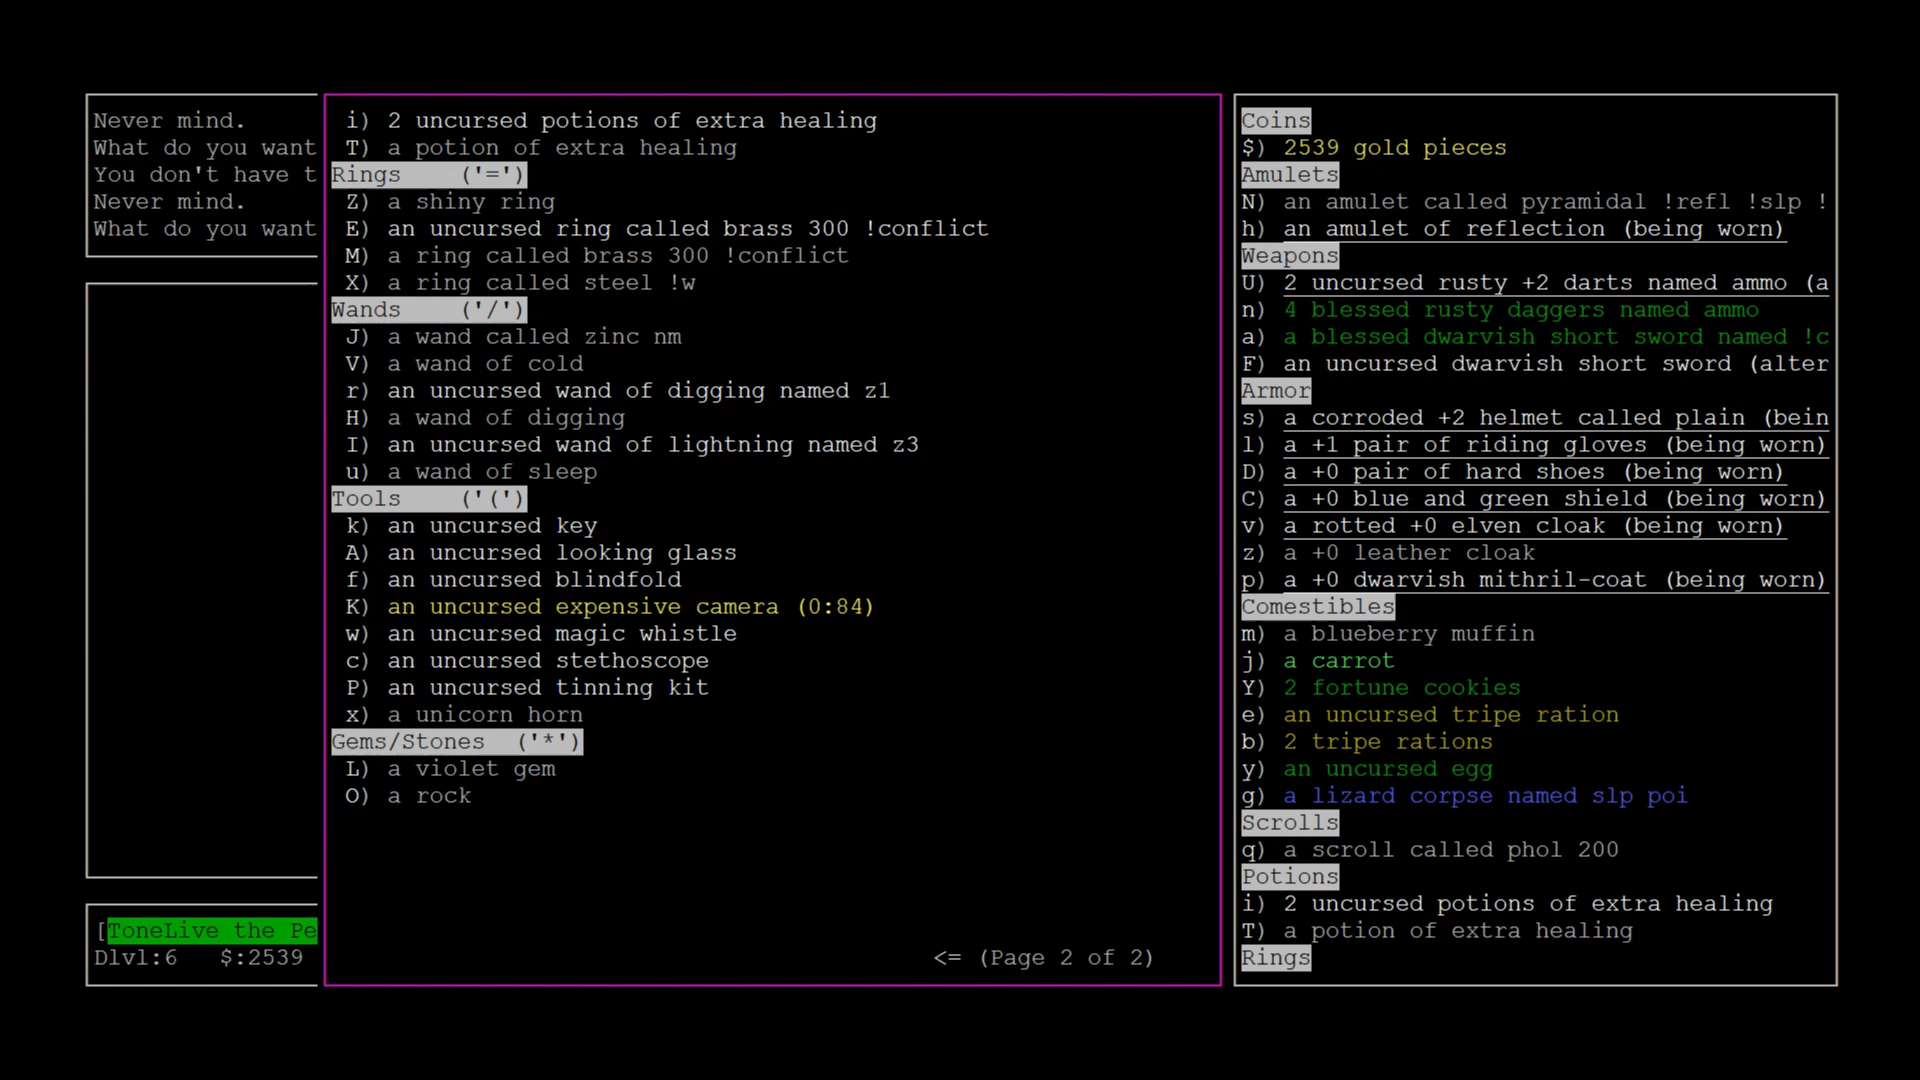 Never mind.
What do you want
You don't have t
Never mind.
What do you want
[ToneLive the Pe
Dlvl:6 $:2539
i) 2 uncursed potions of extra healing
T) a potion of extra healing
Rings ('=')
Z) a shiny ring
E) an uncursed ring called brass 300 !conflict
M) a ring called brass 300 !conflict
X) a ring called steel !w
Wands ('/')
J) a wand called zinc nm
V) a wand of cold
r) an uncursed wand of digging named z1
H) a wand of digging
I) an uncursed wand of lightning named z3
u) a wand of sleep
Tools ('(')
k) an uncursed key
A) an uncursed looking glass
f) an uncursed blindfold
K) an uncursed expensive camera (0:84)
w) an uncursed magic whistle
c) an uncursed stethoscope
P) an uncursed tinning kit
x) a unicorn horn
Gems/Stones ('*')
L) a violet gem
O) a rock
<= (Page 2 of 2)
Coins
$) 2539 gold pieces
Amulets
N) an amulet called pyramidal !refl !slp !
h) an amulet of reflection (being worn)
Weapons
U) 2 uncursed rusty +2 darts named ammo (a
n) 4 blessed rusty daggers named ammo
a) a blessed dwarvish short sword named !c
F) an uncursed dwarvish short sword (alter
Armor
s) a corroded +2 helmet called plain (bein
l) a +1 pair of riding gloves (being worn)
D) a +0 pair of hard shoes (being worn)
C) a +0 blue and green shield (being worn)
v) a rotted +0 elven cloak (being worn)
z) a +0 leather cloak
p) a +0 dwarvish mithril-coat (being worn)
Comestibles
m) a blueberry muffin
j) a carrot
Y) 2 fortune cookies
e) an uncursed tripe ration
b) 2 tripe rations
y) an uncursed egg
g) a lizard corpse named slp poi
Scrolls
q) a scroll called phol 200
Potions
i) 2 uncursed potions of extra healing
T) a potion of extra healing
Rings